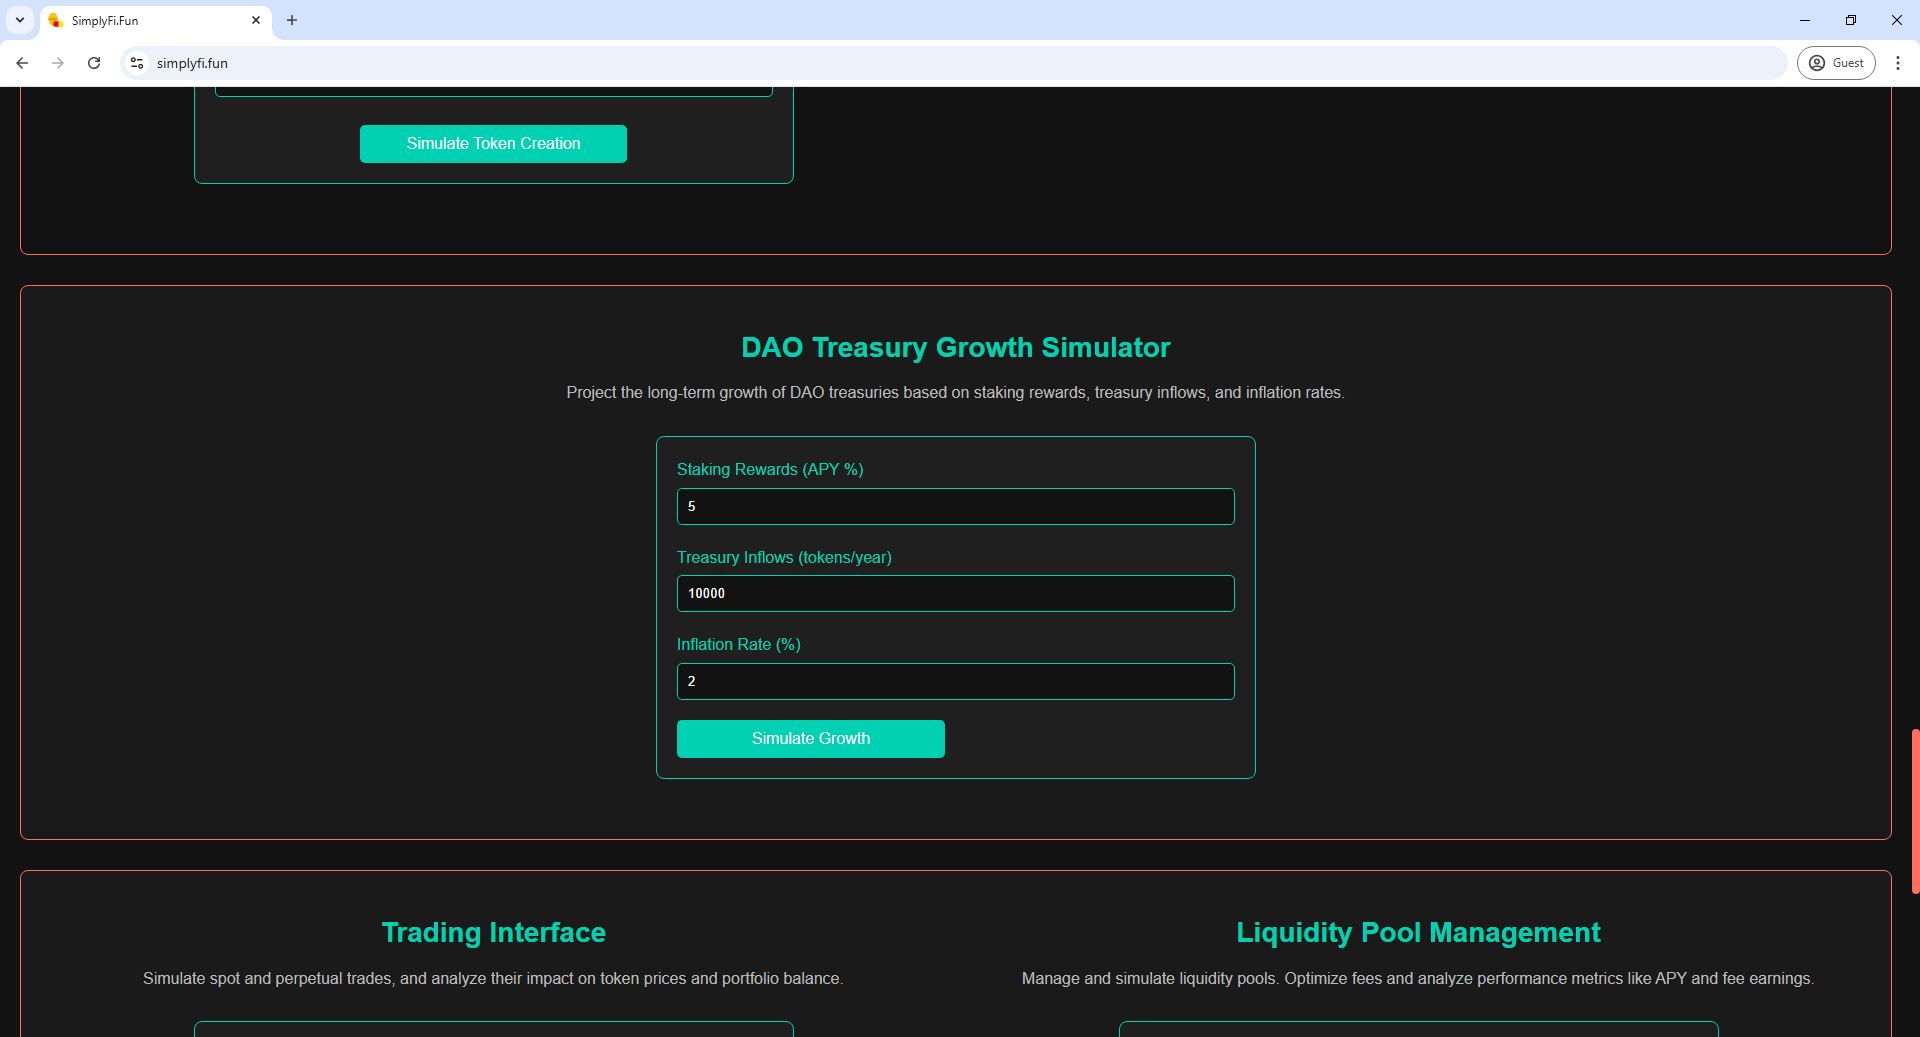 SimplyFi.Fun
simplyfi.fun
Guest
Simulate Token Creation
DAO Treasury Growth Simulator
Project the long-term growth of DAO treasuries based on staking rewards, treasury inflows, and inflation rates.
Staking Rewards (APY %)
5
Treasury Inflows (tokens/year)
10000
Inflation Rate (%)
2
Simulate Growth
Trading Interface
Simulate spot and perpetual trades, and analyze their impact on token prices and portfolio balance.
Liquidity Pool Management
Manage and simulate liquidity pools. Optimize fees and analyze performance metrics like APY and fee earnings.